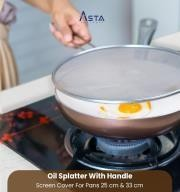 ASTA
Oil Splatter With Handle
Screen Cover For Pans 25 cm & 33 cm